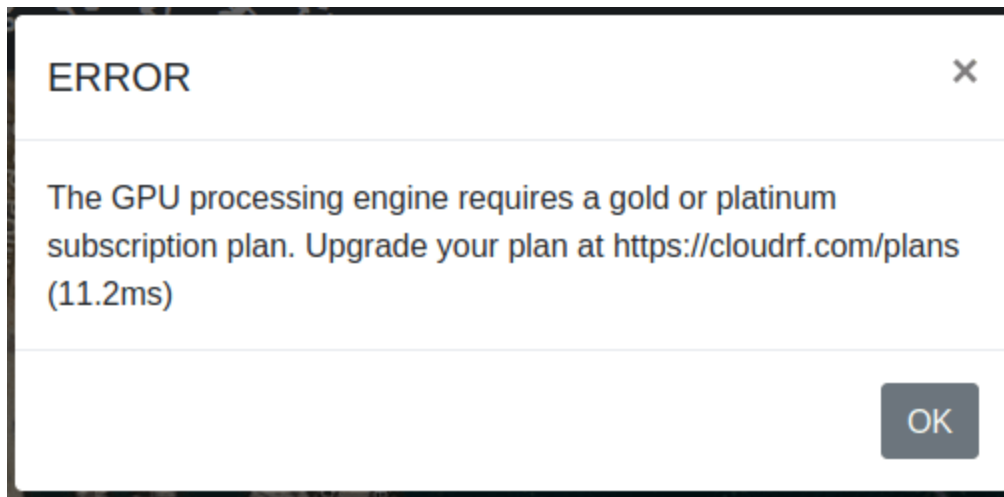 ERROR
×
The GPU processing engine requires a gold or platinum
subscription plan. Upgrade your plan at https://cloudrf.com/plans
(11.2ms)
OK